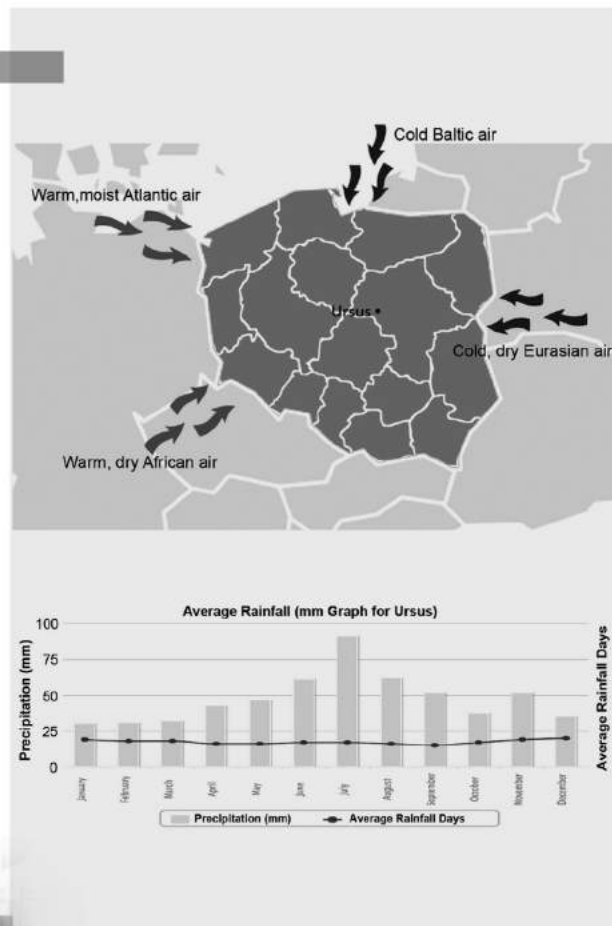 Cold Baltic air
Warm,moist Atlantic air
Ursus
Cold, dry Eurasian air
Warm, dry African air
Average Rainfall (mm Graph for Ursus)
Precipitation (mm)
100
75
50
25
0
Average Rainfall Days
January
February
March
April
May
June
July
August
September
October
November
December
Precipitation (mm)
Average Rainfall Days